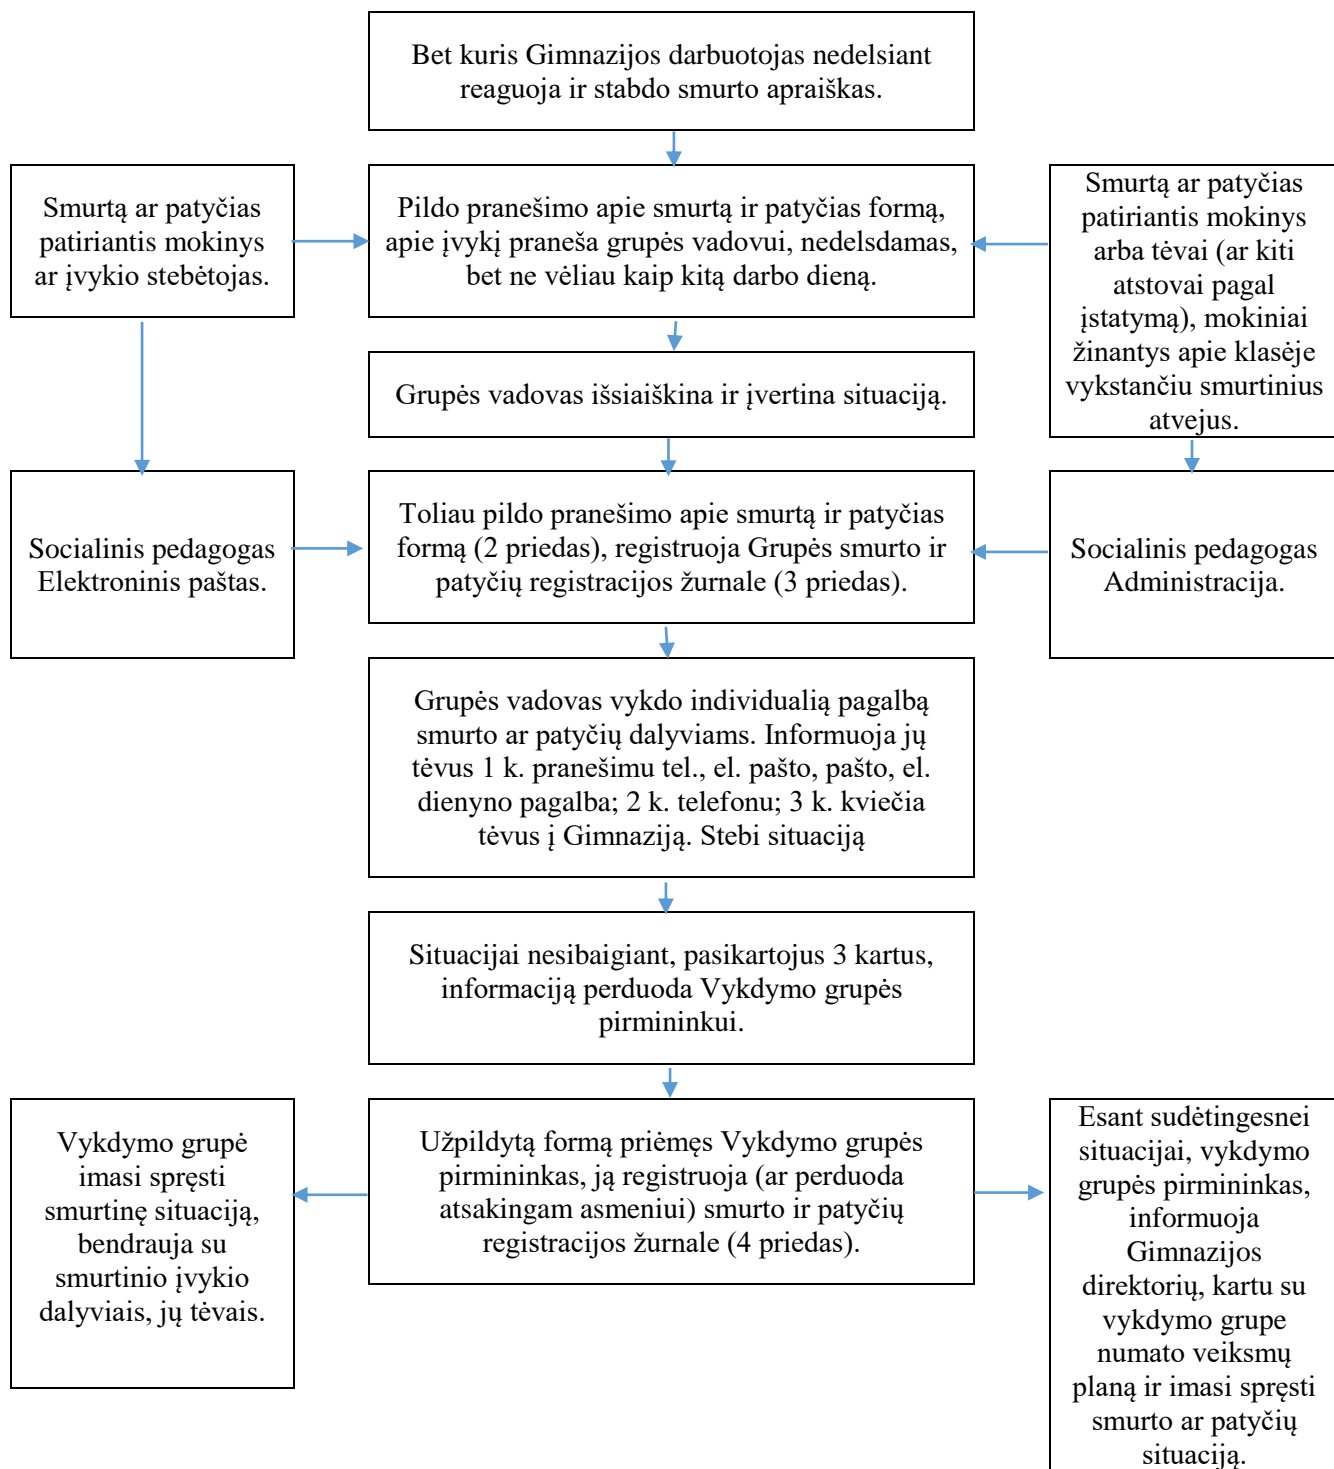 Bet kuris Gimnazijos darbuotojas nedelsiant
reaguoja ir stabdo smurto apraiškas.
Smurtą ar patyčias
patiriantis mokinys
ar įvykio stebėtojas.
Pildo pranešimo apie smurtą ir patyčias formą,
apie įvykį praneša grupės vadovui, nedelsdamas,
bet ne vėliau kaip kitą darbo dieną.
Smurtą ar patyčias
patiriantis mokinys
arba tėvai (ar kiti
atstovai pagal
įstatymą), mokiniai
žinantys apie klasėje
vykstančiu smurtinius
atvejus.
Grupės vadovas išsiaiškina ir įvertina situaciją.
Socialinis pedagogas
Elektroninis paštas.
Toliau pildo pranešimo apie smurtą ir patyčias
formą (2 priedas), registruoja Grupės smurto ir
patyčių registracijos žurnale (3 priedas).
Socialinis pedagogas
Administracija.
Grupės vadovas vykdo individualią pagalbą
smurto ar patyčių dalyviams. Informuoja jų
tėvus 1 k. pranešimu tel., el. pašto, pašto, el.
dienyno pagalba; 2 k. telefonu; 3 k. kviečia
tėvus į Gimnaziją. Stebi situaciją
Situacijai nesibaigiant, pasikartojus 3 kartus,
informaciją perduoda Vykdymo grupės
pirmininkui.
Vykdymo grupė
imasi spręsti
smurtinę situaciją,
bendrauja su
smurtinio įvykio
dalyviais, jų tėvais.
Užpildytą formą priėmęs Vykdymo grupės
pirmininkas, ją registruoja (ar perduoda
atsakingam asmeniui) smurto ir patyčių
registracijos žurnale (4 priedas).
Esant sudėtingesnei
situacijai, vykdymo
grupės pirmininkas,
informuoja
Gimnazijos
direktorių, kartu su
vykdymo grupe
numato veiksmų
planą ir imasi spręsti
smurto ar patyčių
situaciją.